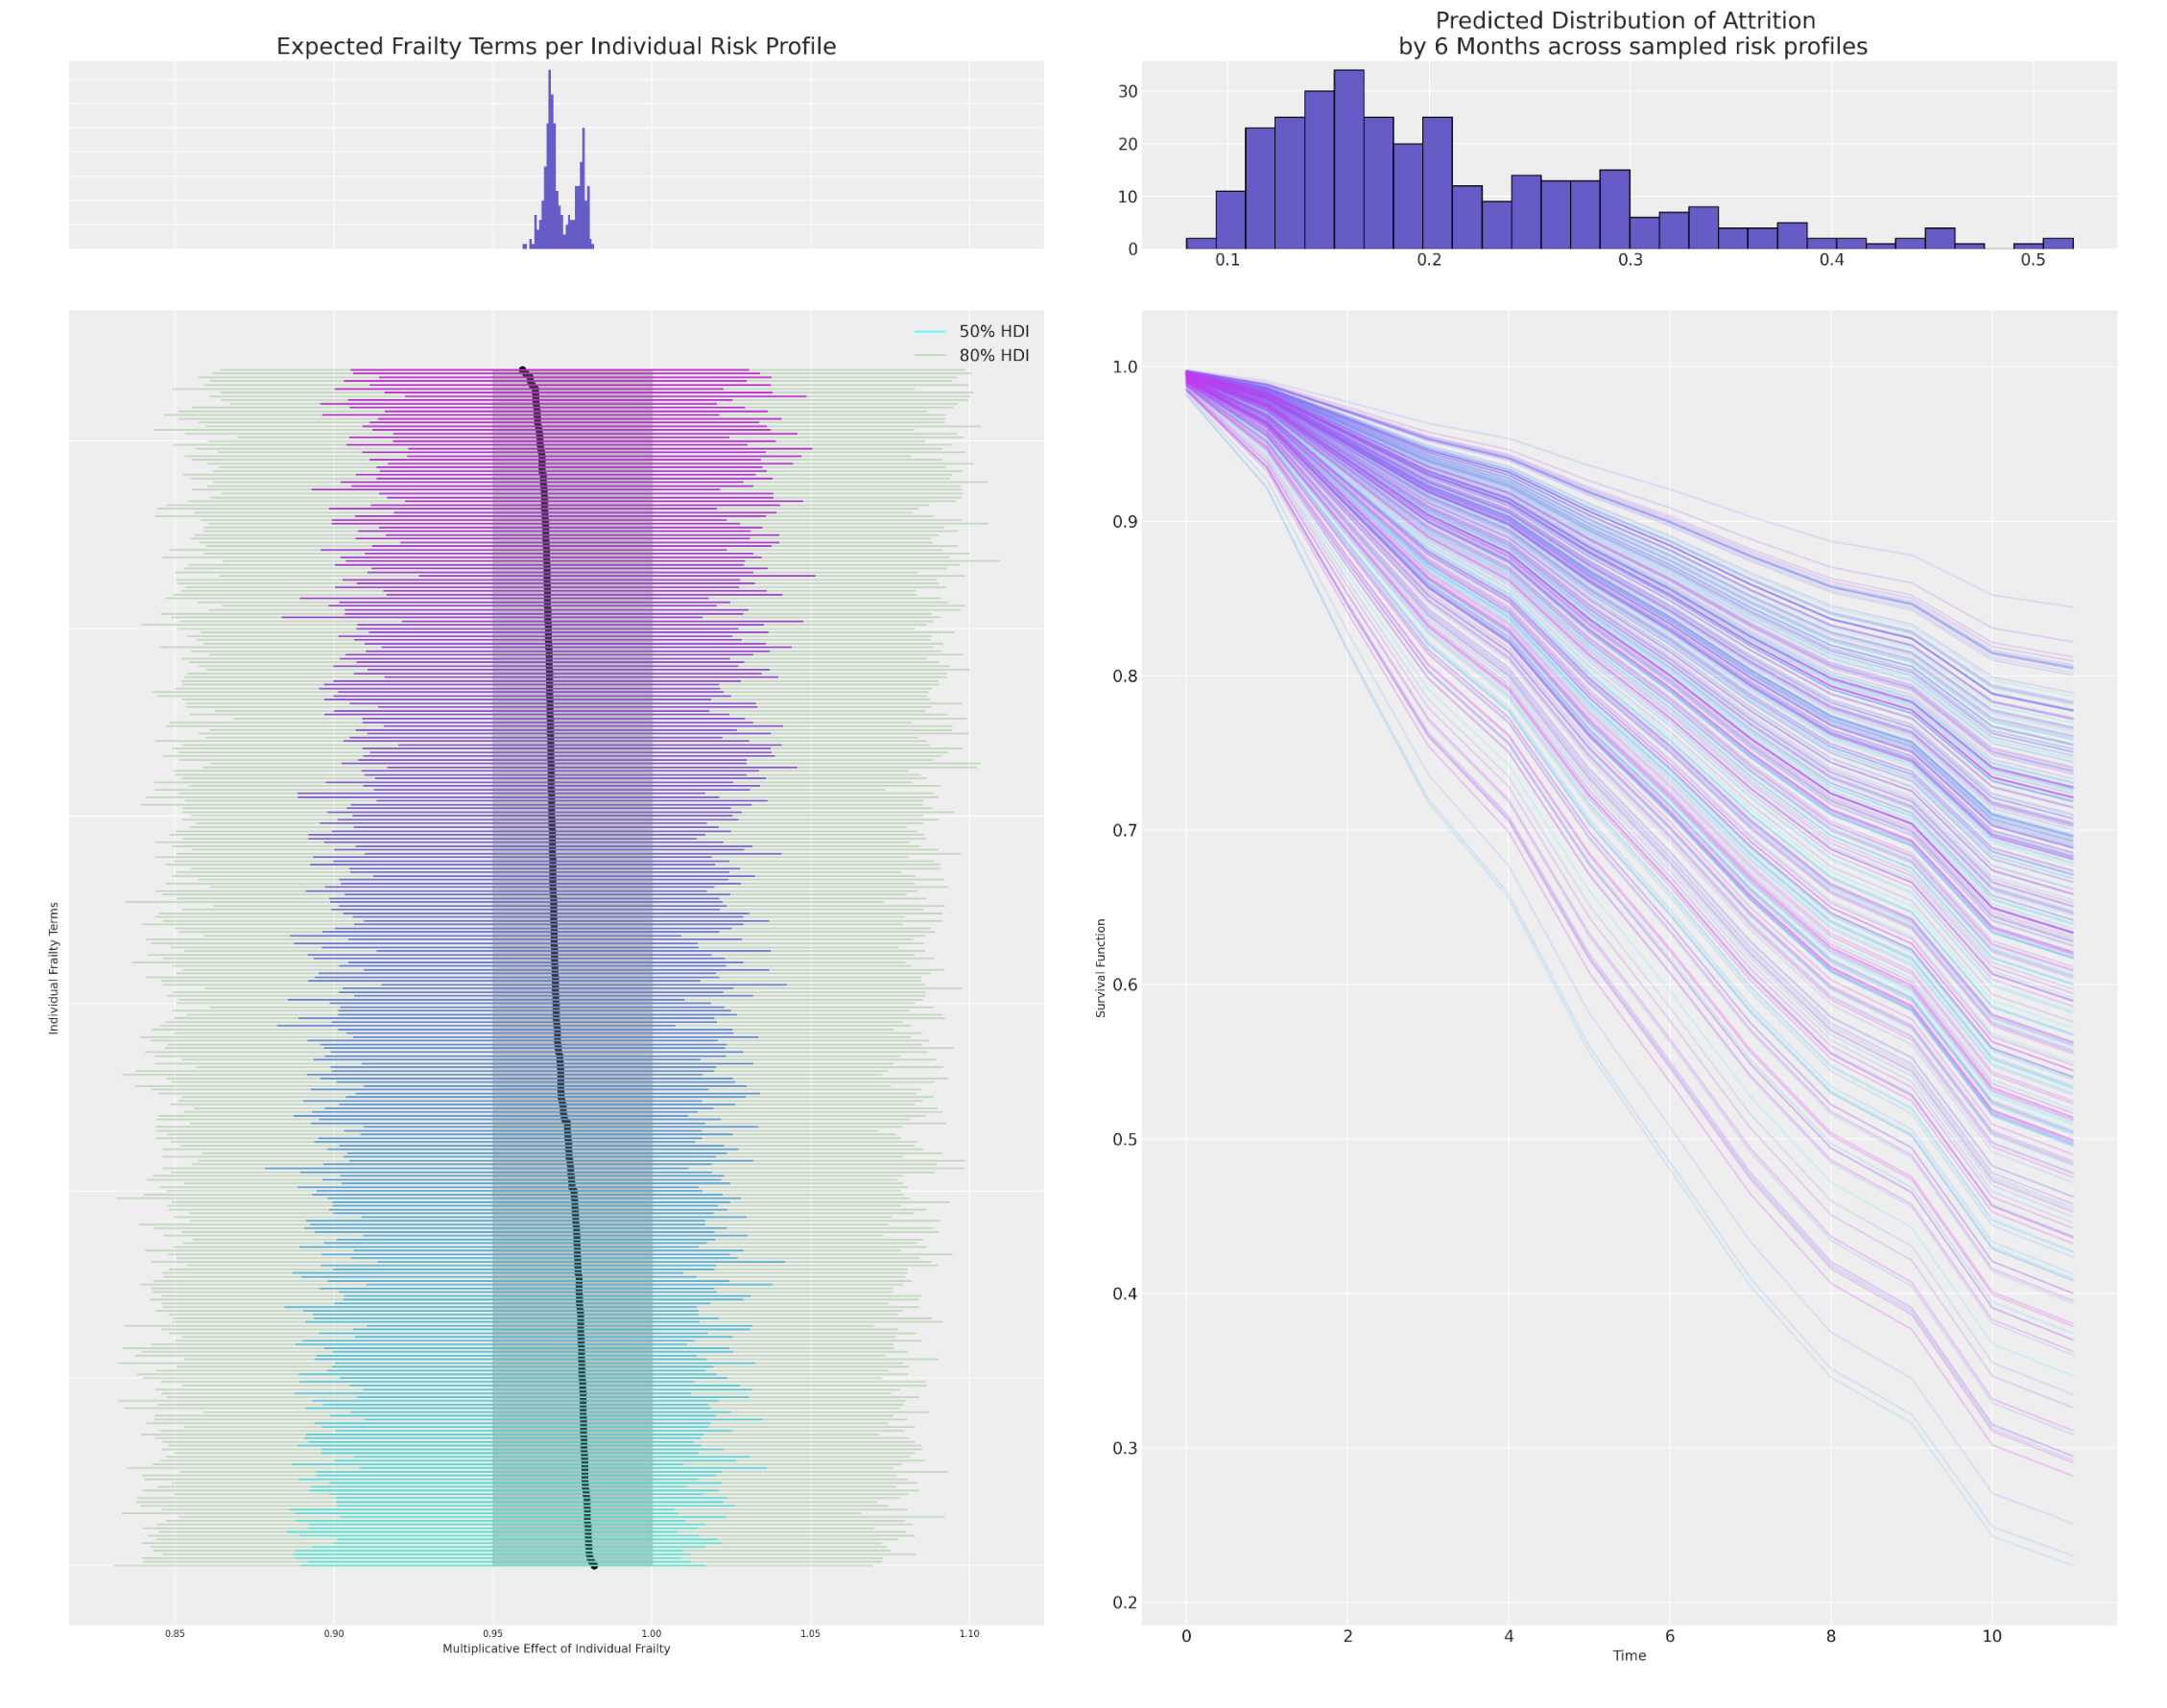 Expected Frailty Terms per Individual Risk Profile
Predicted Distribution of Attrition
by 6 Months across sampled risk profiles
30
20
10
0
0.1 0.2 0.3 0.4 0.5
50% HDI
80% HDI
Individual Frailty Terms
0.85 0.90 0.95 1.00 1.05 1.10
Multiplicative Effect of Individual Frailty
1.0
0.9
0.8
0.7
0.6
0.5
0.4
0.3
0.2
Survival Function
0 2 4 6 8 10
Time